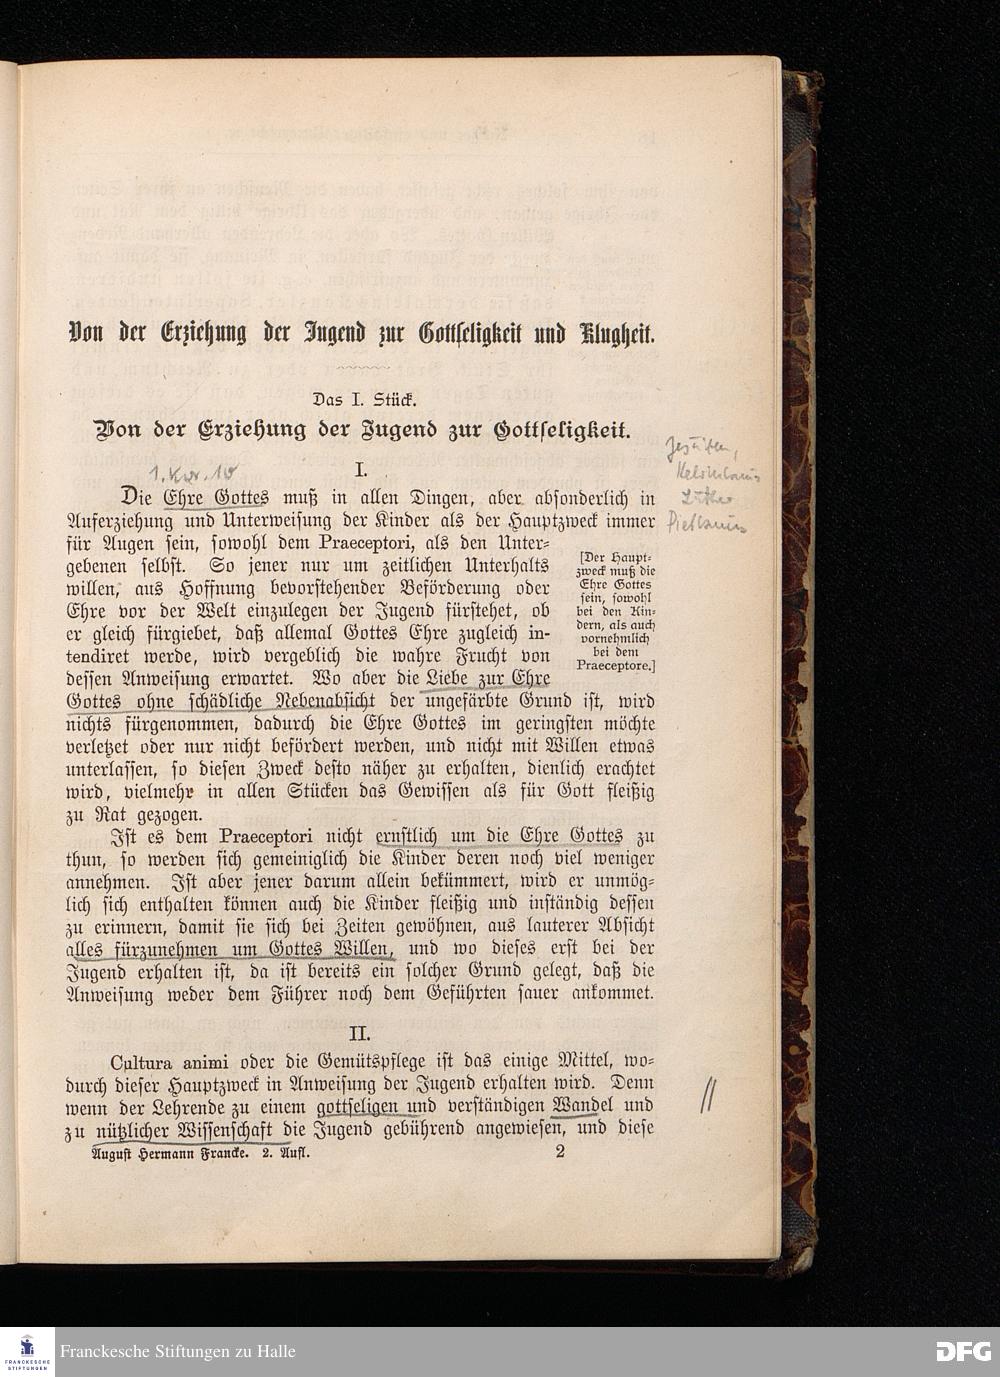 Von der Erziehung der Jugend zur Gottseligkeit und Klugheit.
Das I. Stück.
Von der Erziehung der Jugend zur Gottseligkeit.
I.
1. Kor. 10
Die Ehre Gottes muß in allen Dingen, aber absonderlich in
Auferziehung und Unterweisung der Kinder als der Hauptzweck immer
für Augen sein, sowohl dem Praeceptori, als den Unter-
gebenen selbst. So jener nur um zeitlichen Unterhalts
willen, aus Hoffnung bevorstehender Beförderung oder
Ehre vor der Welt einzulegen der Jugend fürstehet, ob
er gleich fürgiebet, daß allemal Gottes Ehre zugleich in-
tendiret werde, wird vergeblich die wahre Frucht von
dessen Anweisung erwartet. Wo aber die Liebe zur Ehre
Gottes ohne schädliche Nebenabsicht der ungefärbte Grund ist, wird
nichts fürgenommen, dadurch die Ehre Gottes im geringsten möchte
verletzet oder nur nicht befördert werden, und nicht mit Willen etwas
unterlassen, so diesen Zweck desto näher zu erhalten, dienlich erachtet
wird, vielmehr in allen Stücken das Gewissen als für Gott fleißig
zu Rat gezogen.
[Der Haupt-
zweck muß die
Ehre Gottes
sein, sowohl
bei den Kin-
dern, als auch
vornehmlich
bei dem
Praeceptore.]
Jesuiten,
Luther
Pietismus
Ist es dem Praeceptori nicht ernstlich um die Ehre Gottes zu
thun, so werden sich gemeiniglich die Kinder deren noch viel weniger
annehmen. Ist aber jener darum allein bekümmert, wird er unmög-
lich sich enthalten können auch die Kinder fleißig und inständig dessen
zu erinnern, damit sie sich bei Zeiten gewöhnen, aus lauterer Absicht
alles fürzunehmen um Gottes Willen, und wo dieses erst bei der
Jugend erhalten ist, da ist bereits ein solcher Grund gelegt, daß die
Anweisung weder dem Führer noch dem Geführten sauer ankommet.
II.
Cultura animi oder die Gemütspflege ist das einige Mittel, wo-
durch dieser Hauptzweck in Anweisung der Jugend erhalten wird. Denn
wenn der Lehrende zu einem gottseligen und verständigen Wandel und
zu nützlicher Wissenschaft die Jugend gebührend angewiesen, und diese
August Hermann Francke. 2. Aufl.
2
FRANCKESCHE
STIFTUNGEN
Franckesche Stiftungen zu Halle
DFG